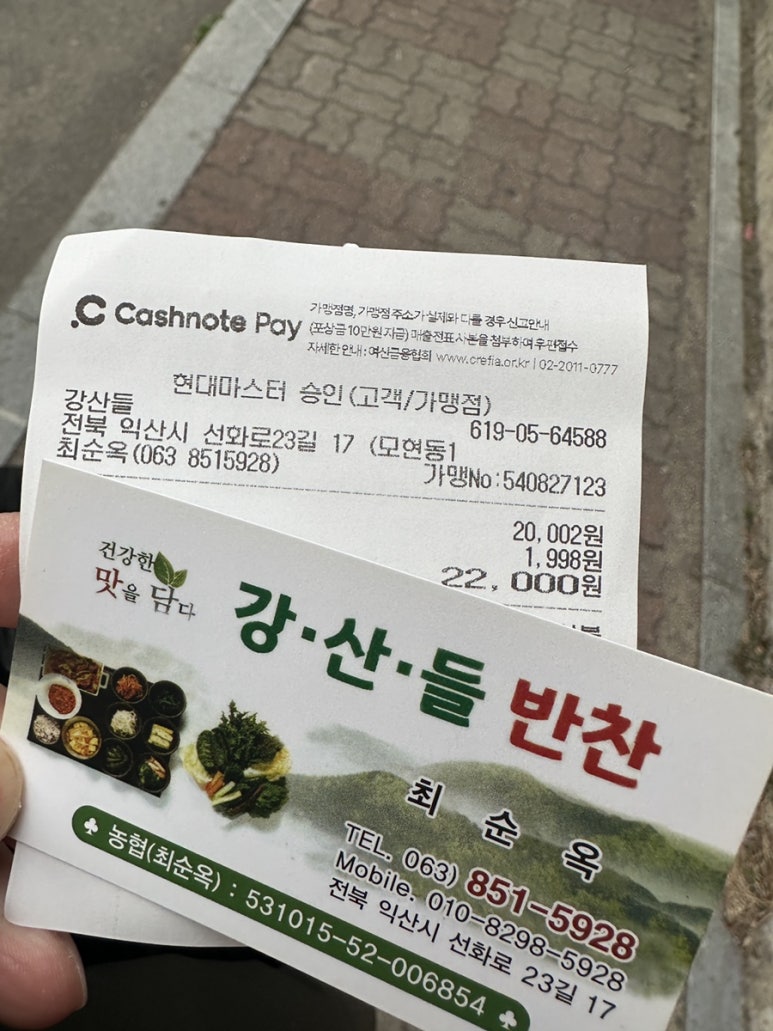 Cashnote Pay
가맹점명, 가맹점 주소가 실제와 다를 경우 신고안내
(포상금 10만원 지급) 매출전표 사본을 첨부하여 우편접수
자세한 안내 : 여신금융협회 www.crefia.or.kr | 02-2011-0777
현대마스터 승인(고객/가맹점)
강산들 619-05-64588
전북 익산시 선화로23길 17 (모현동1
최순옥(063 8515928) 가맹No:540827123
20,002원
1,998원
22,000원
건강한
맛을 담다
강·산·들 반찬
최 순 옥
TEL. 063) 851-5928
Mobile. 010-8298-5928
전북 익산시 선화로 23길 17
농협(최순옥) : 531015-52-006854